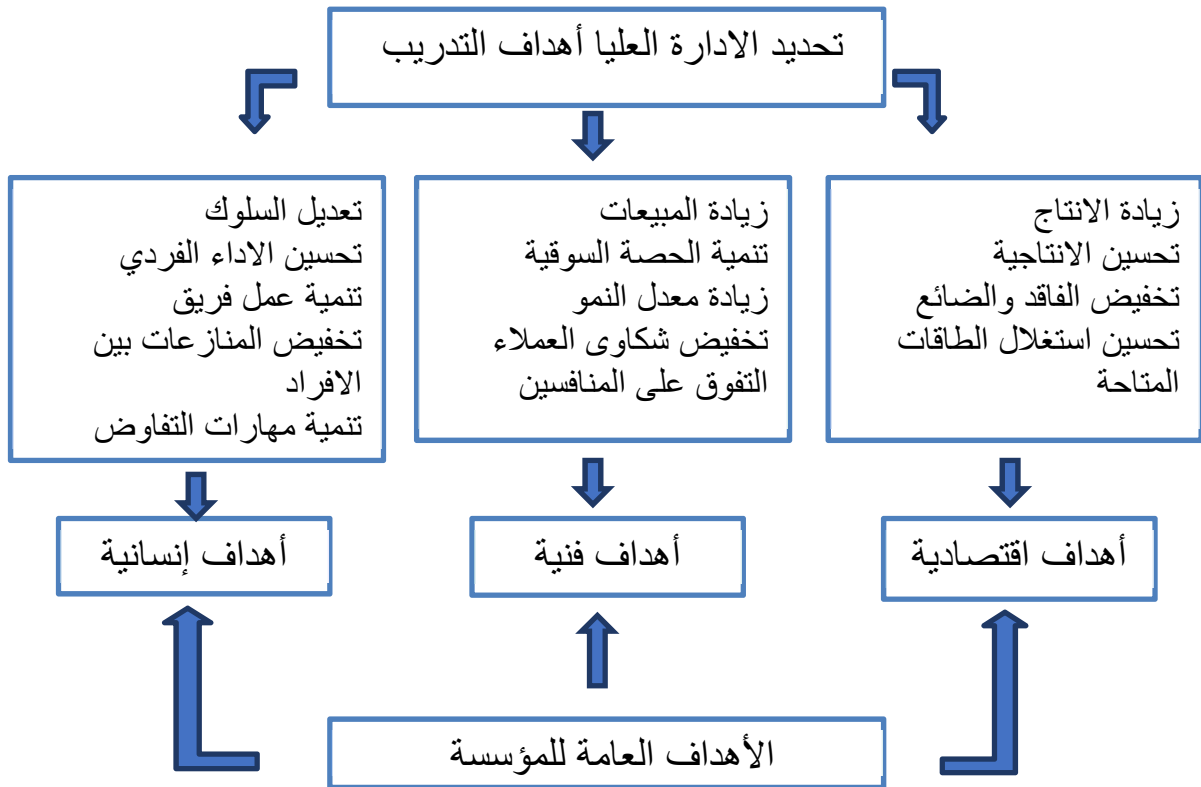 تحديد الادارة العليا أهداف التدريب
زيادة الانتاج
تحسين الانتاجية
تخفيض الفاقد والضائع
تحسين استغلال الطاقات
المتاحة
زيادة المبيعات
تنمية الحصة السوقية
زيادة معدل النمو
تخفيض شكاوى العملاء
التفوق على المنافسين
تعديل السلوك
تحسين الاداء الفردي
تنمية عمل فريق
تخفيض المنازعات بين
الافراد
تنمية مهارات التفاوض
أهداف اقتصادية
أهداف فنية
أهداف إنسانية
الأهداف العامة للمؤسسة